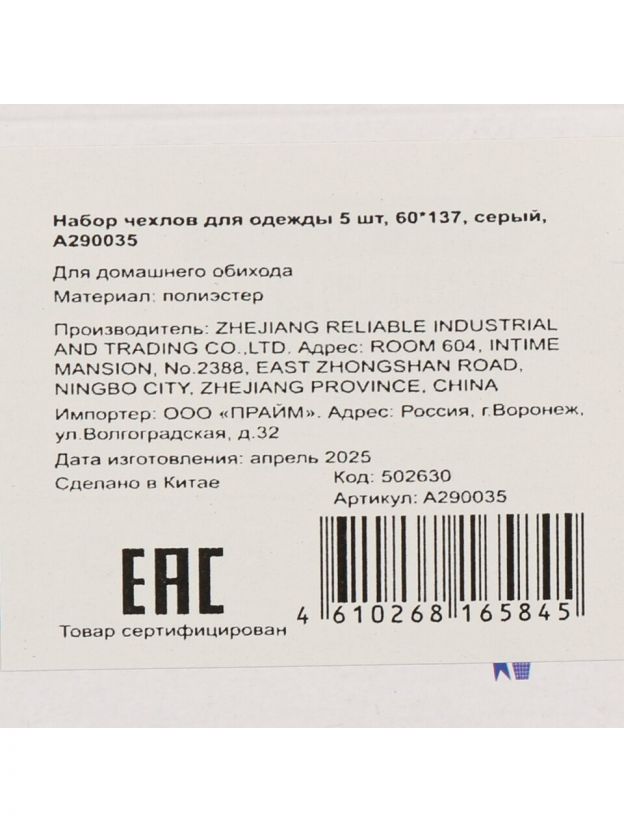 Набор чехлов для одежды 5 шт, 60*137, серый,
А290035
Для домашнего обихода
Материал: полиэстер
Производитель: ZHEJIANG RELIABLE INDUSTRIAL
AND TRADING CO.,LTD. Адрес: ROOM 604, INTIME
MANSION, No.2388, EAST ZHONGSHAN ROAD,
NINGBO CITY, ZHEJIANG PROVINCE, CHINA
Импортер: ООО «ПРАЙМ». Адрес: Россия, г.Воронеж,
ул.Волгоградская, д.32
Дата изготовления: апрель 2025
Сделано в Китае
Код: 502630
Артикул: А290035
EAC
Товар сертифицирован
4 610268 165845